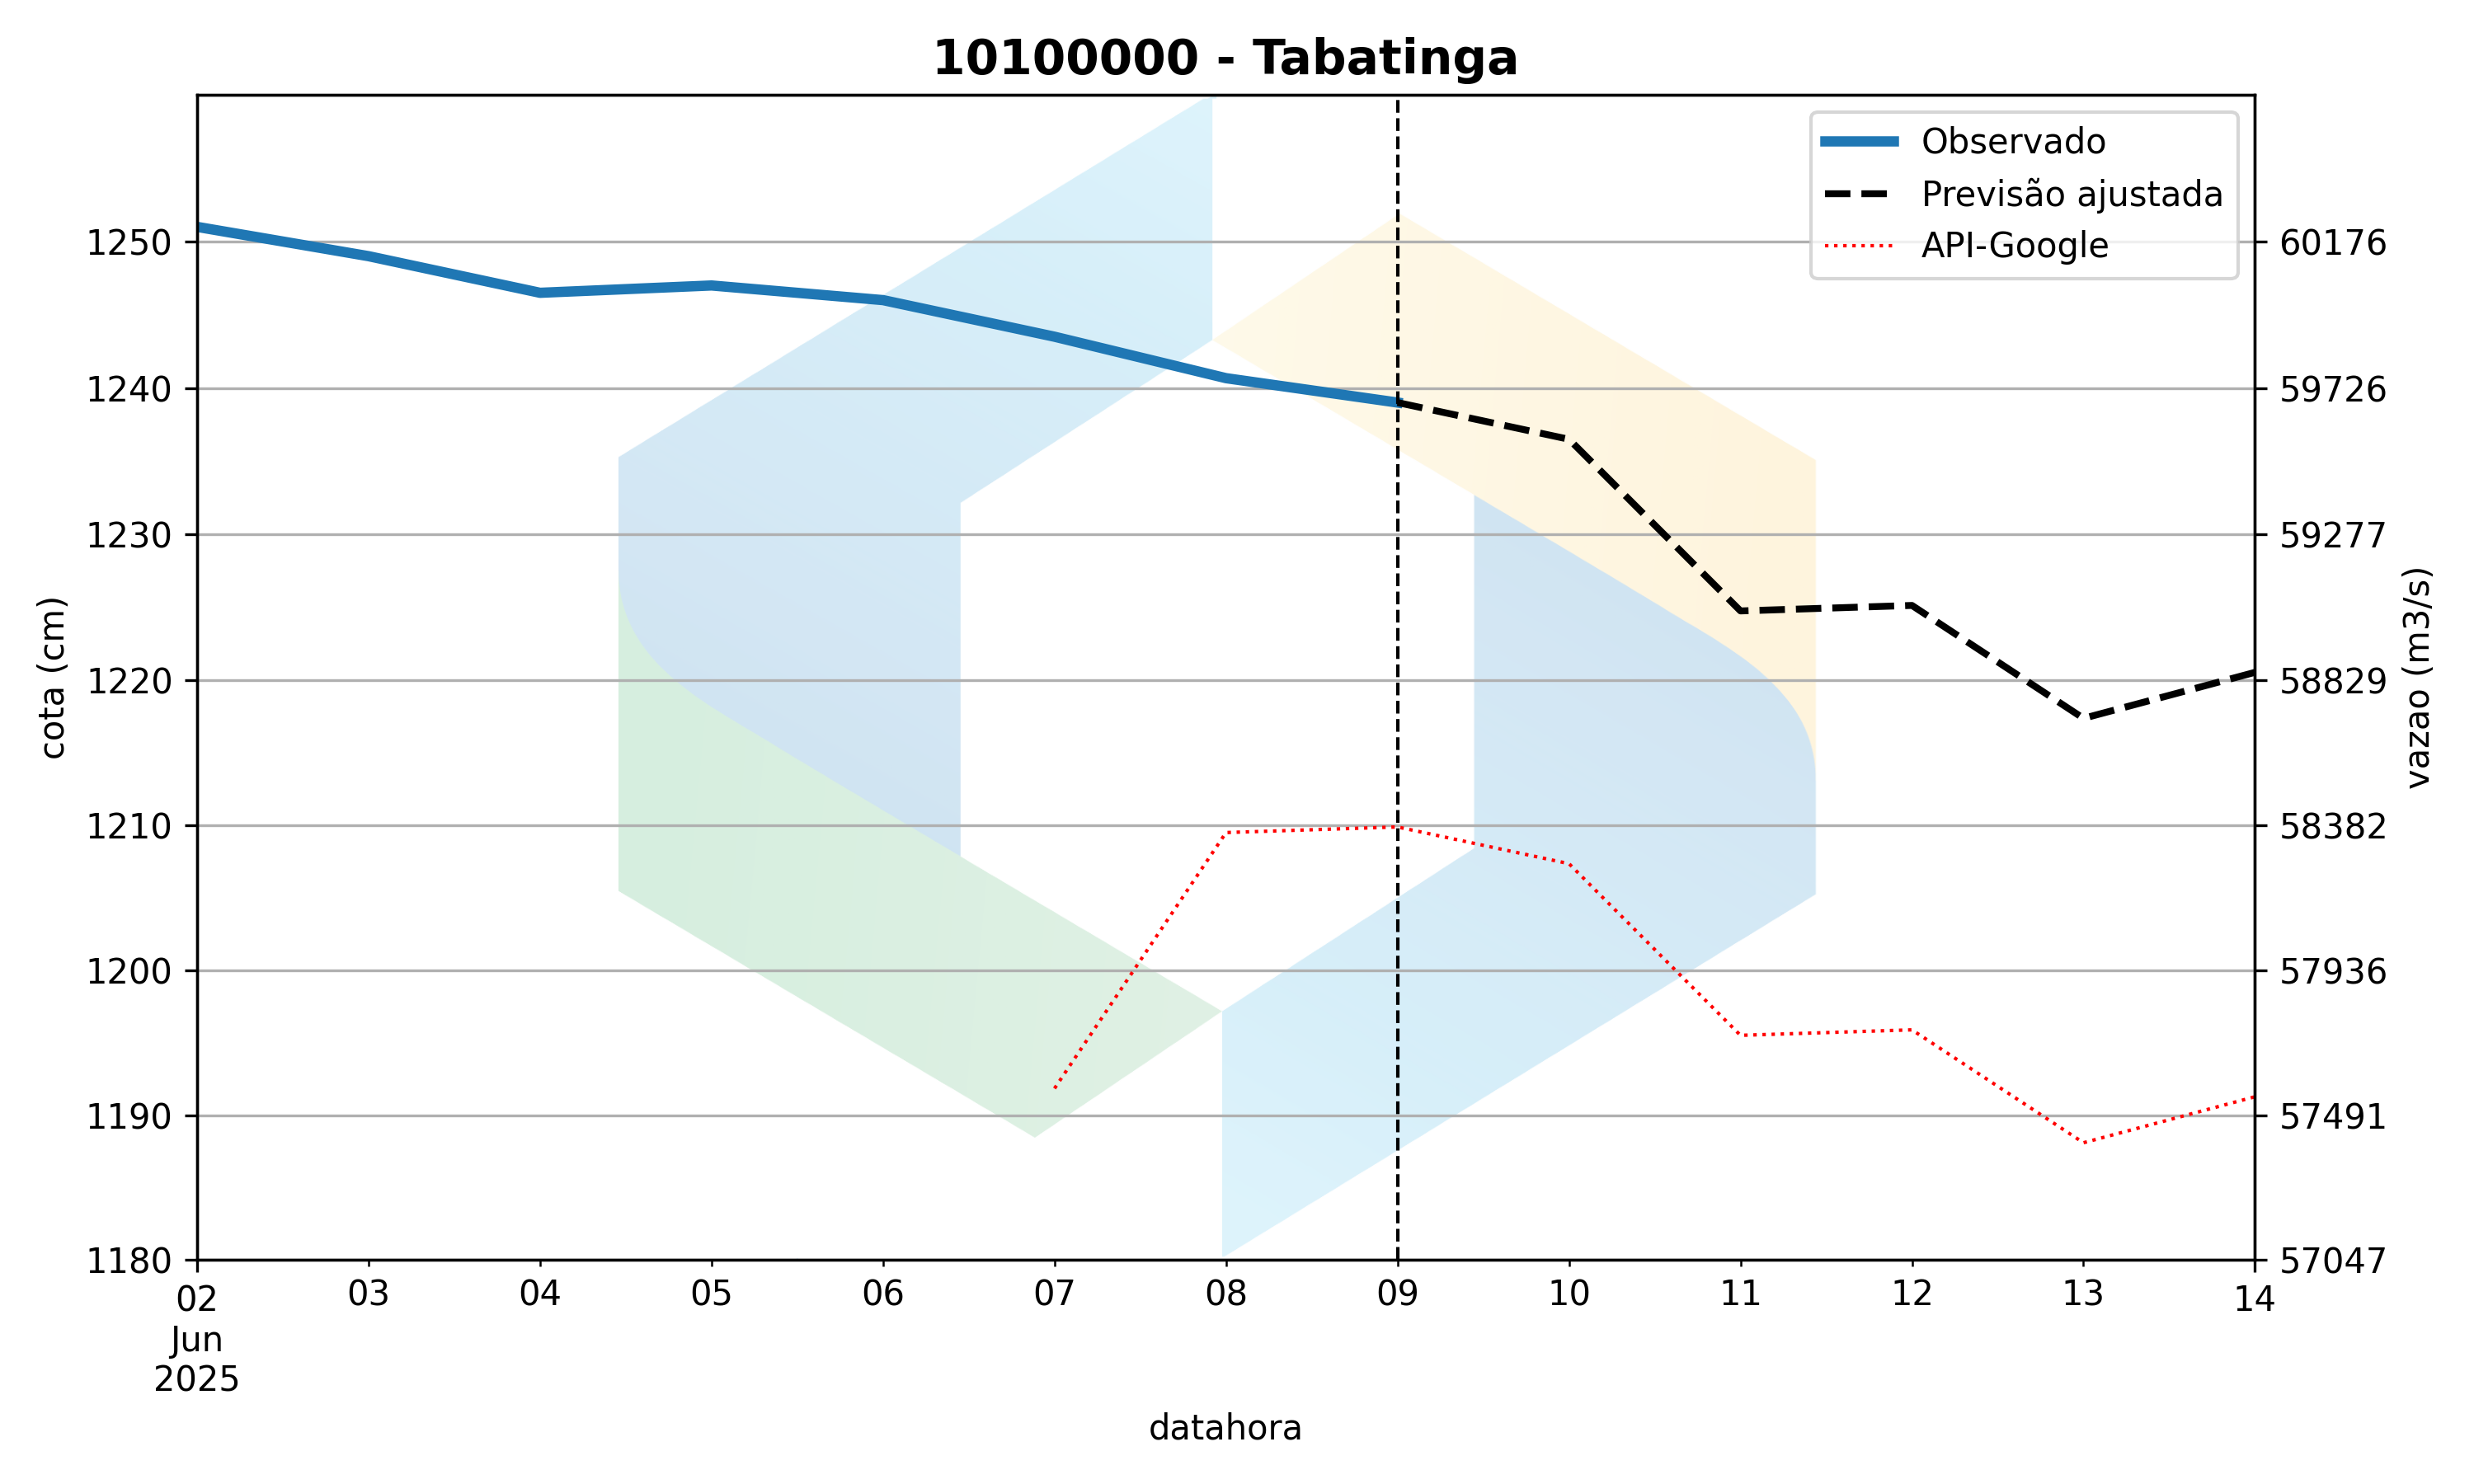 10100000 - Tabatinga
Observado
Previsão ajustada
API-Google
1250
1240
1230
1220
1210
1200
1190
1180
cota (cm)
60176
59726
59277
58829
58382
57936
57491
57047
vazao (m3/s)
02 03 04 05 06 07 08 09 10 11 12 13 14
Jun
2025
datahora